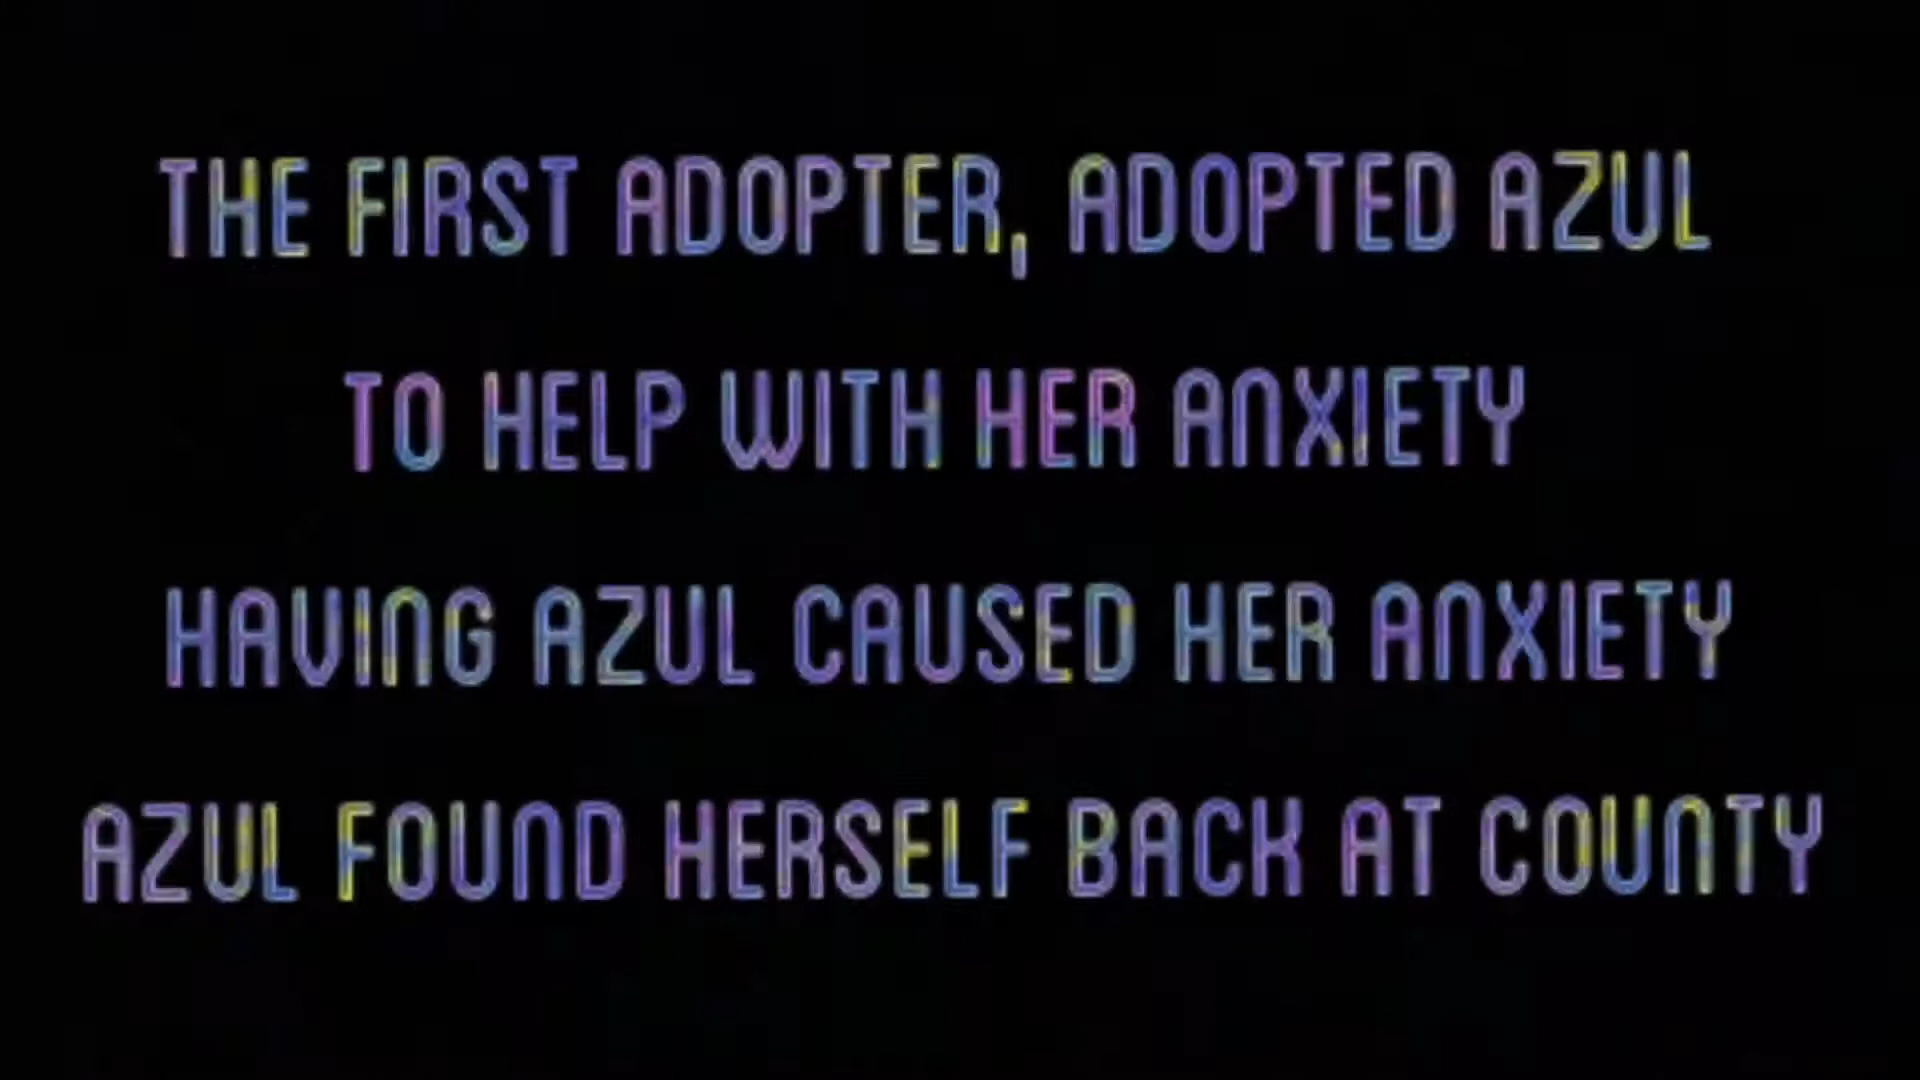 THE FIRST ADOPTER, ADOPTED AZUL
TO HELP WITH HER ANXIETY
HAVING AZUL CAUSED HER ANXIETY
AZUL FOUND HERSELF BACK AT COUNTY